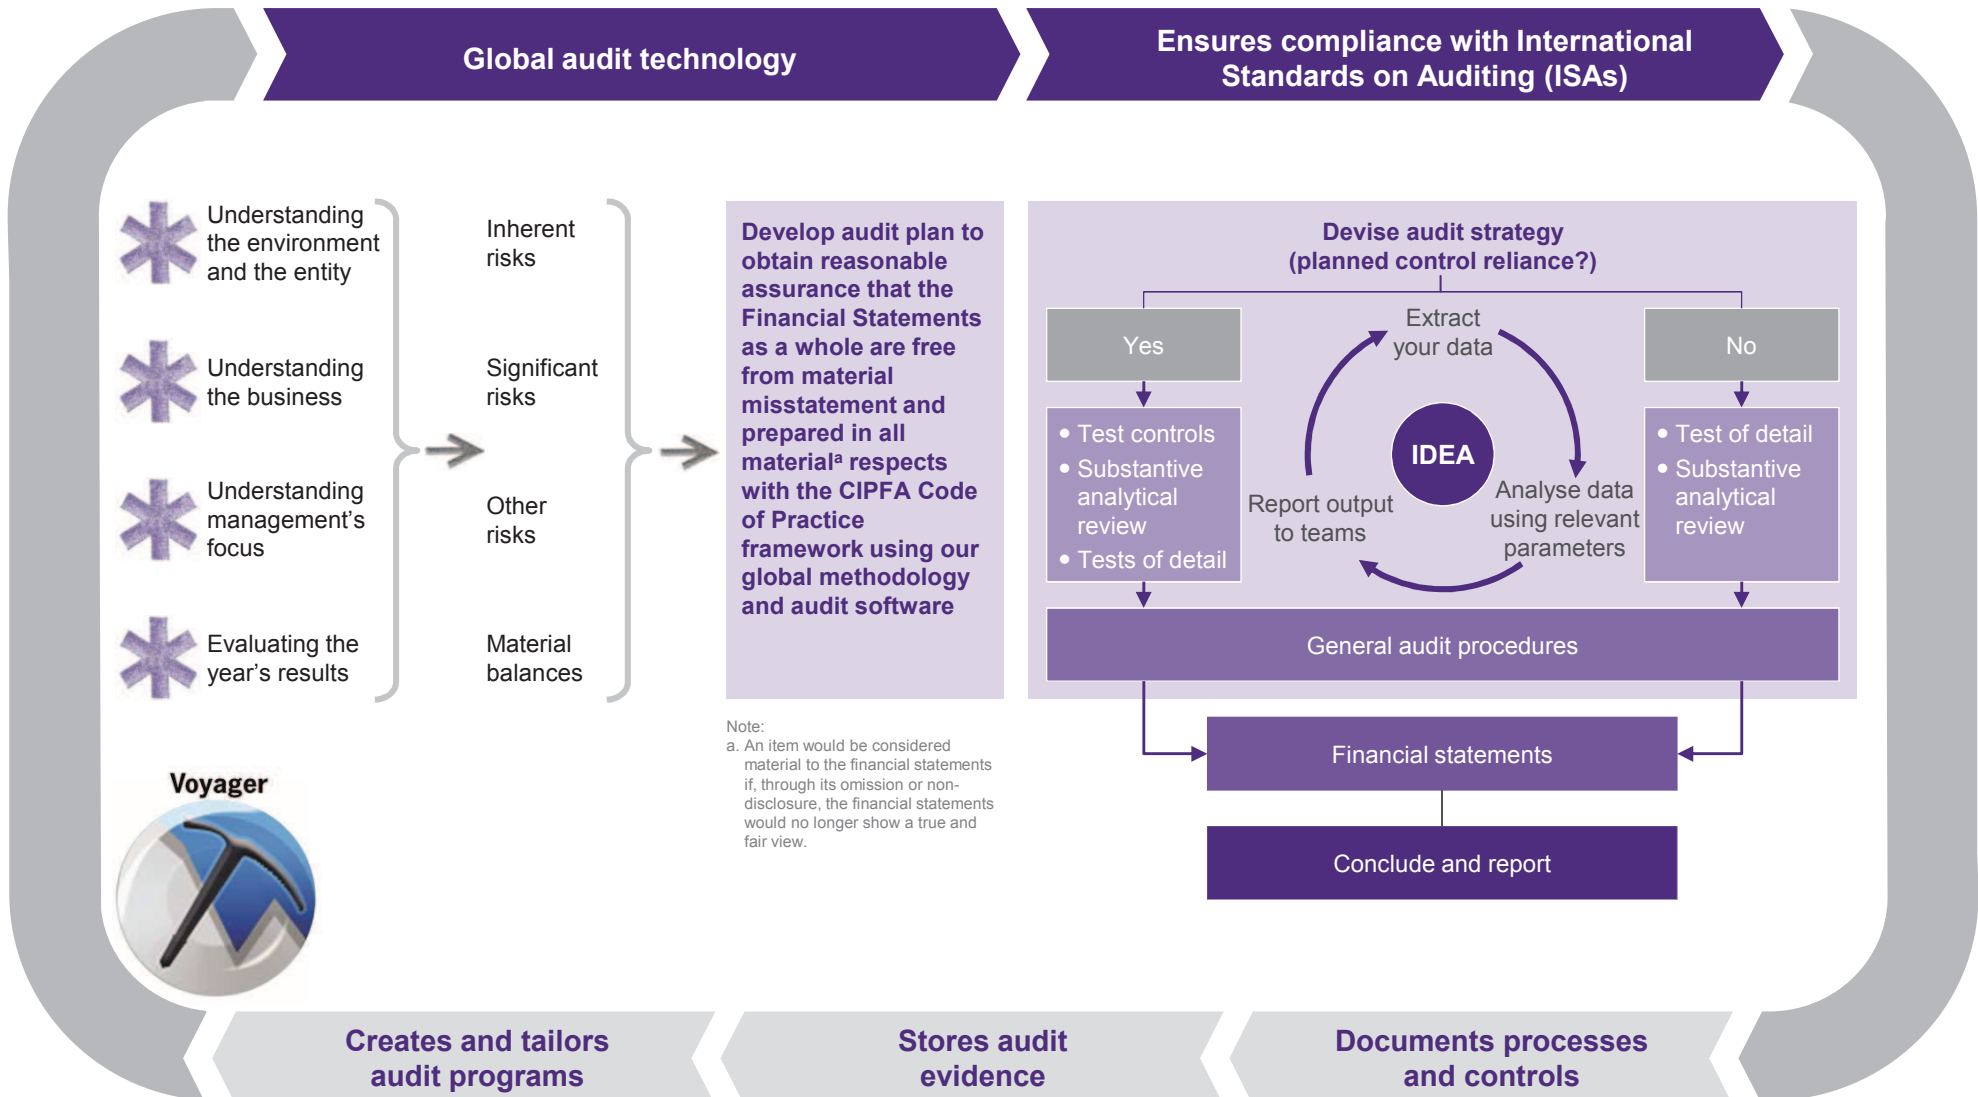 Global audit technology
Ensures compliance with International
Standards on Auditing (ISAs)
Understanding
the environment
and the entity
Understanding
the business
Understanding
management’s
focus
Evaluating the
year’s results
Inherent
risks
Significant
risks
Other
risks
Material
balances
Develop audit plan to
obtain reasonable
assurance that the
Financial Statements
as a whole are free
from material
misstatement and
prepared in all
materialᵃ respects
with the CIPFA Code
of Practice
framework using our
global methodology
and audit software
Note:
a. An item would be considered
material to the financial statements
if, through its omission or non-
disclosure, the financial statements
would no longer show a true and
fair view.
Devise audit strategy
(planned control reliance?)
Yes
• Test controls
• Substantive
analytical
review
• Tests of detail
Extract
your data
IDEA
Analyse data
using relevant
parameters
Report output
to teams
No
• Test of detail
• Substantive
analytical
review
General audit procedures
Financial statements
Conclude and report
Voyager
Creates and tailors
audit programs
Stores audit
evidence
Documents processes
and controls